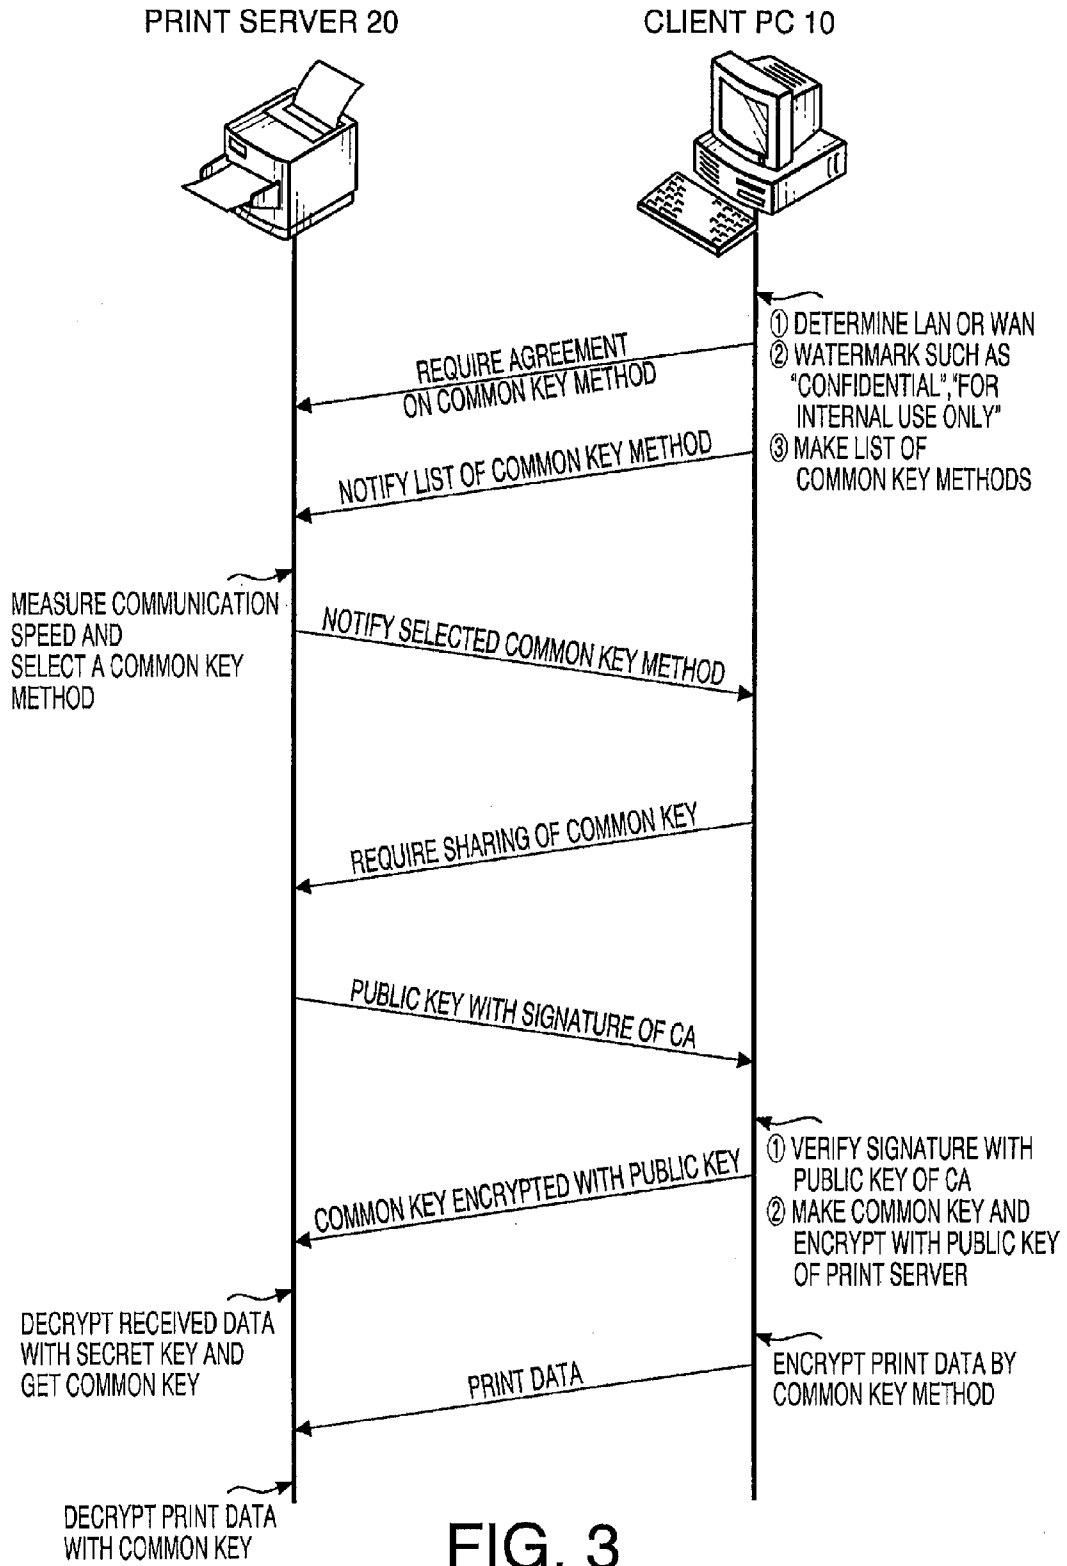 PRINT SERVER 20
CLIENT PC 10
① DETERMINE LAN OR WAN
② WATERMARK SUCH AS
"CONFIDENTIAL", "FOR
INTERNAL USE ONLY"
③ MAKE LIST OF
COMMON KEY METHODS
REQUIRE AGREEMENT
ON COMMON KEY METHOD
NOTIFY LIST OF COMMON KEY METHOD
MEASURE COMMUNICATION
SPEED AND
SELECT A COMMON KEY
METHOD
NOTIFY SELECTED COMMON KEY METHOD
REQUIRE SHARING OF COMMON KEY
PUBLIC KEY WITH SIGNATURE OF CA
① VERIFY SIGNATURE WITH
PUBLIC KEY OF CA
② MAKE COMMON KEY AND
ENCRYPT WITH PUBLIC KEY
OF PRINT SERVER
COMMON KEY ENCRYPTED WITH PUBLIC KEY
DECRYPT RECEIVED DATA
WITH SECRET KEY AND
GET COMMON KEY
ENCRYPT PRINT DATA BY
COMMON KEY METHOD
PRINT DATA
DECRYPT PRINT DATA
WITH COMMON KEY
FIG. 3